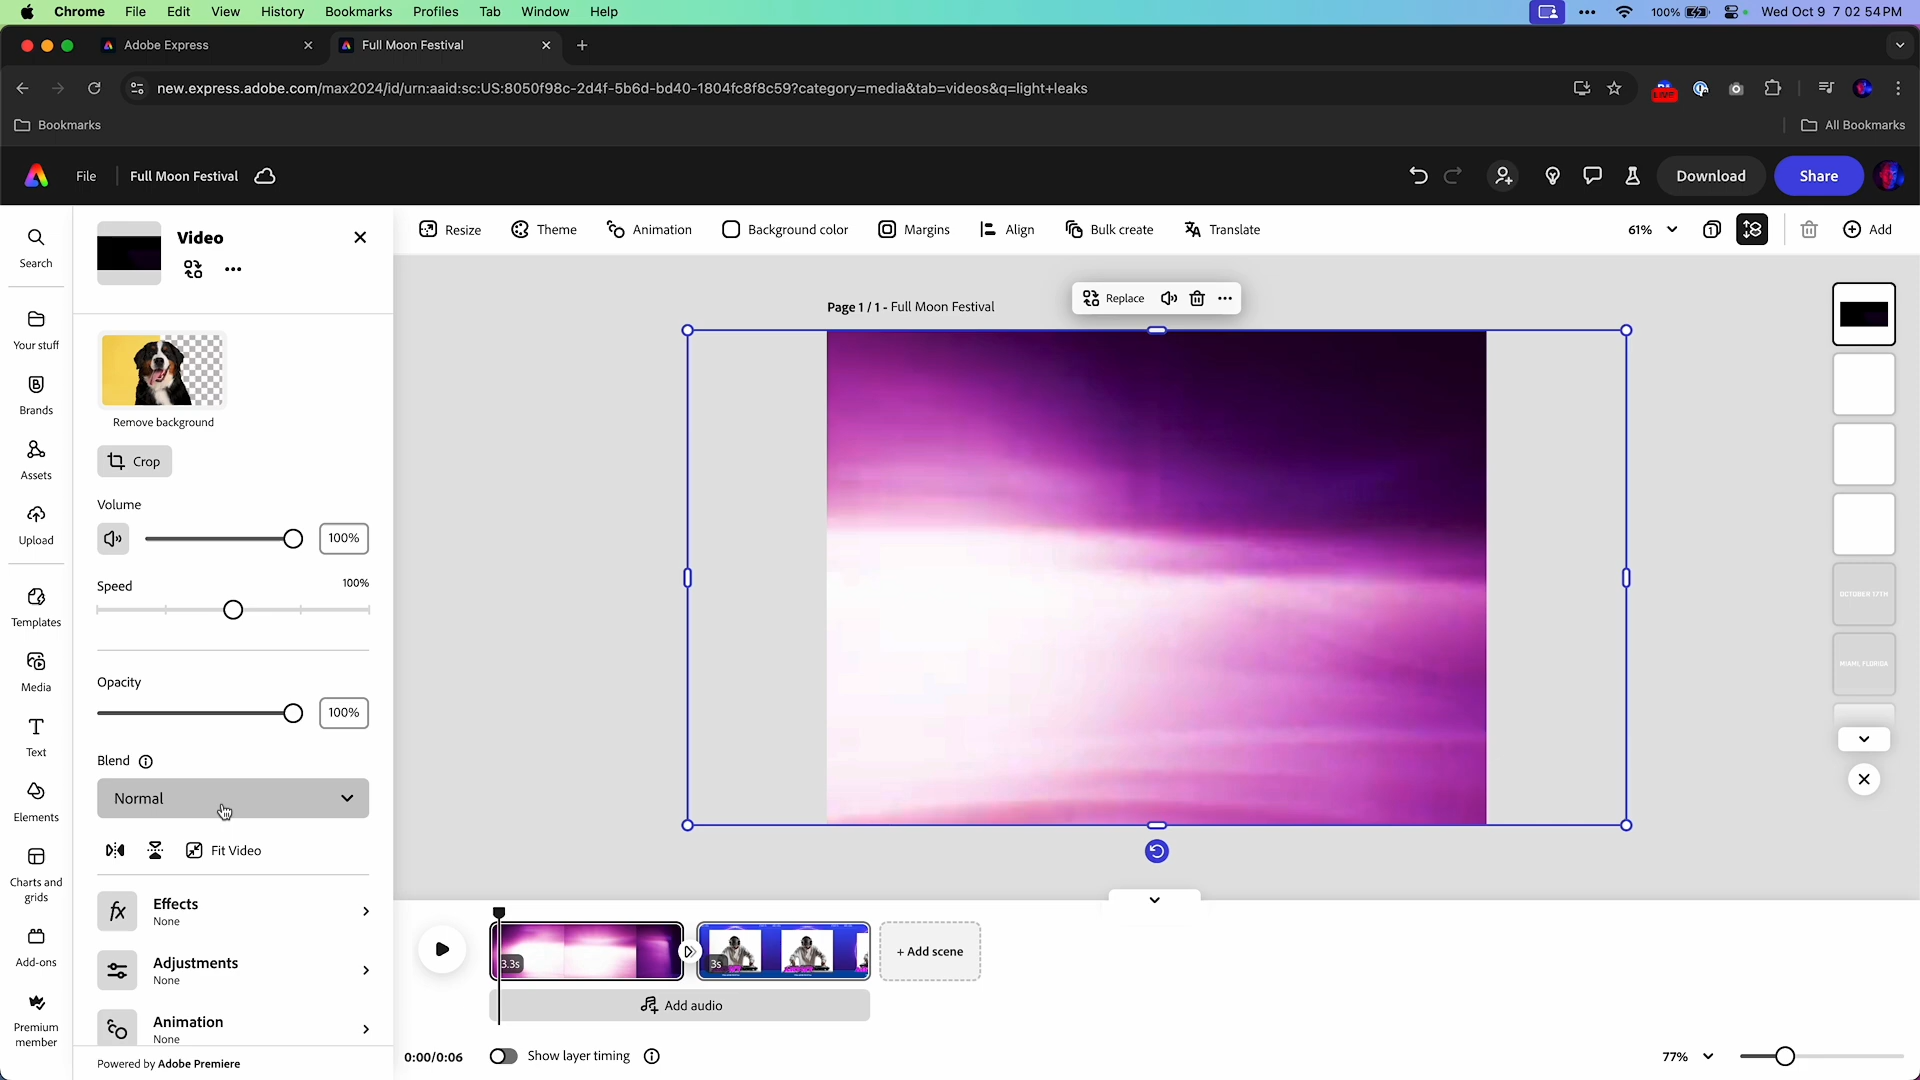 Chrome File Edit View History Bookmarks Profiles Tab Window Help
100% Wed Oct 9 7 02 54 PM
Adobe Express
Full Moon Festival
new.express.adobe.com/max2024/id/urn:aaid:sc:US:8050f98c-2d4f-5b6d-bd40-1804fc8f8c59?category=media&tab=videos&q=light+leaks
Bookmarks
All Bookmarks
File
Full Moon Festival
Download
Share
Search
Your stuff
Brands
Assets
Upload
Templates
Media
Text
Elements
Charts and
grids
Add-ons
Premium
member
Video
Remove background
Crop
Volume
100%
Speed
100%
Opacity
100%
Blend
Normal
Fit Video
Effects
None
Adjustments
None
Animation
None
Powered by Adobe Premiere
Resize
Theme
Animation
Background color
Margins
Align
Bulk create
Translate
61%
Add
Page 1 / 1 - Full Moon Festival
Replace
OCTOBER 17TH
MIAMI, FLORIDA
3.3s
3s
+ Add scene
Add audio
0:00/0:06
Show layer timing
77%